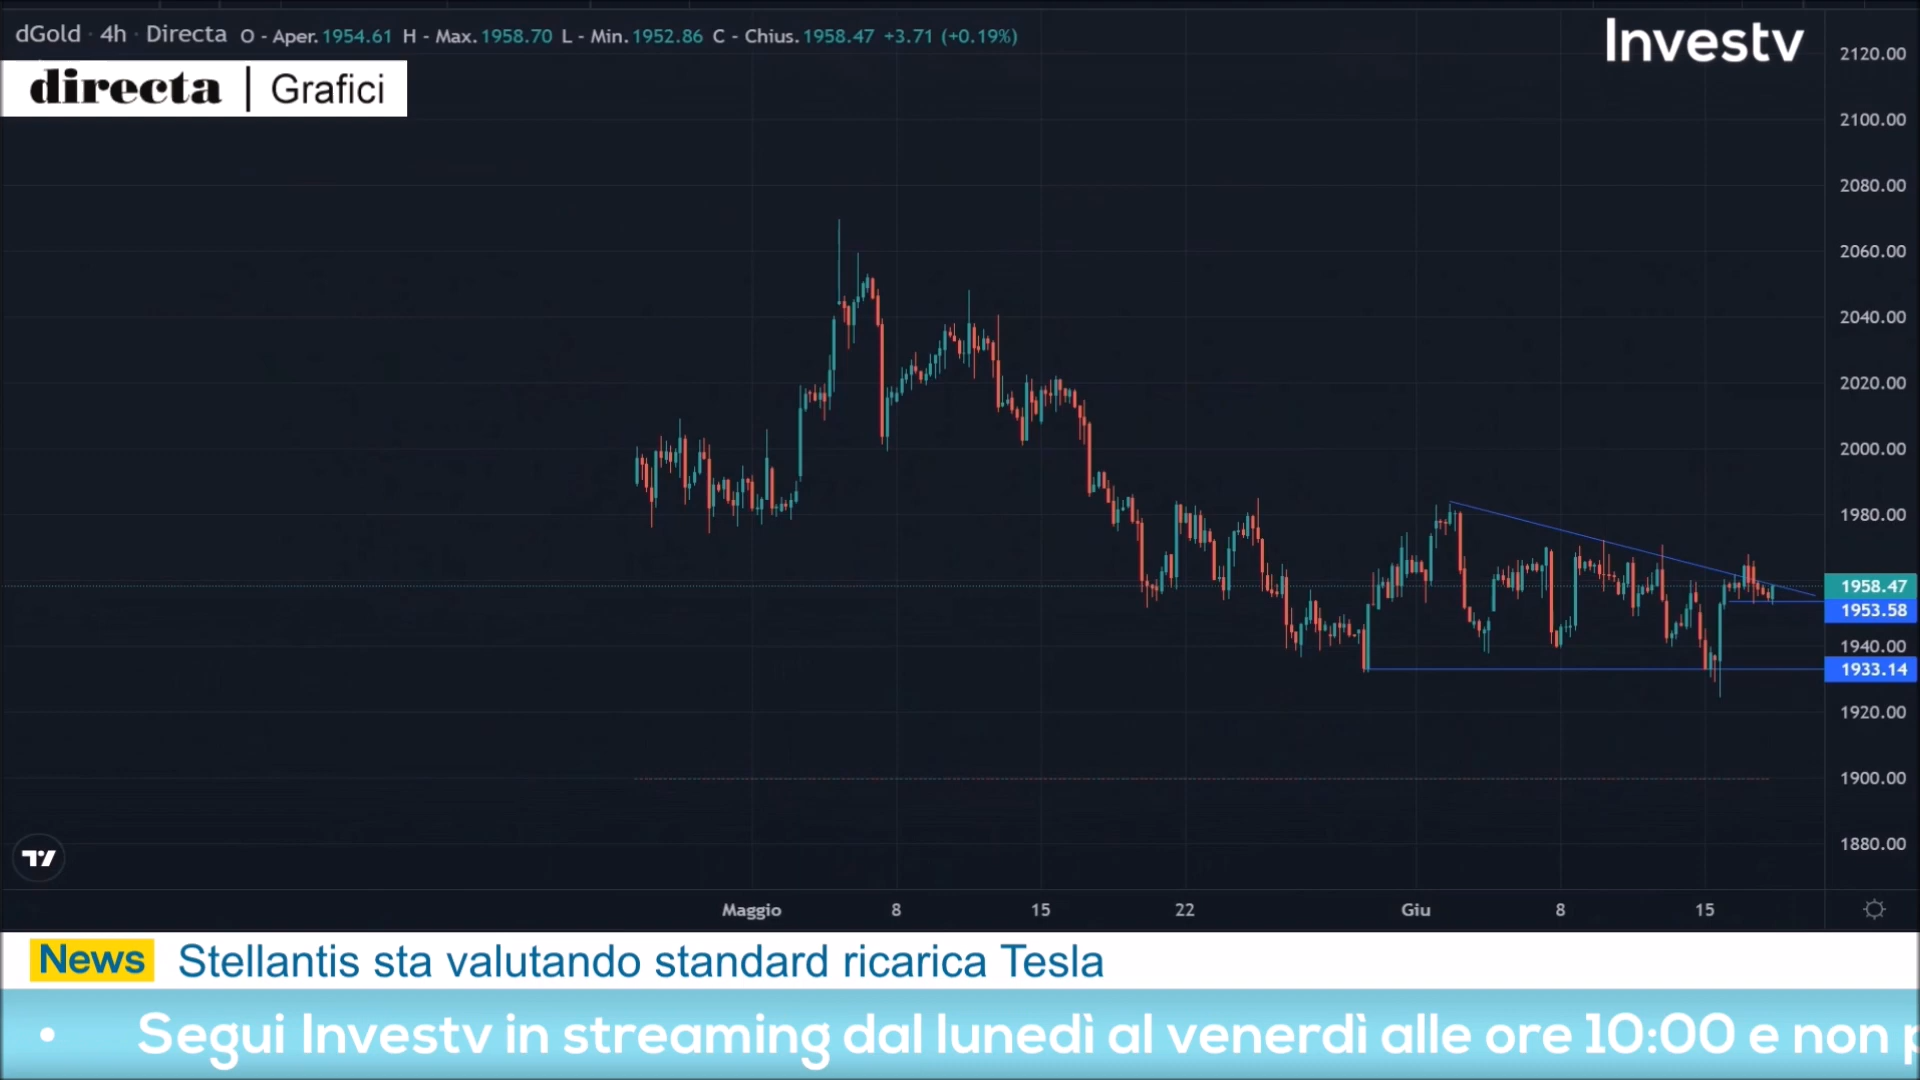 dGold · 4h · Directa O - Aper. 1954.61 H - Max. 1958.70 L - Min. 1952.86 C - Chius. 1958.47 +3.71 (+0.19%)
Investv
directa | Grafici
2120.00
2100.00
2080.00
2060.00
2040.00
2020.00
2000.00
1980.00
1958.47
1953.58
1940.00
1933.14
1920.00
1900.00
1880.00
Maggio 8 15 22 Giu 8 15
News Stellantis sta valutando standard ricarica Tesla
• Segui Investv in streaming dal lunedì al venerdì alle ore 10:00 e non